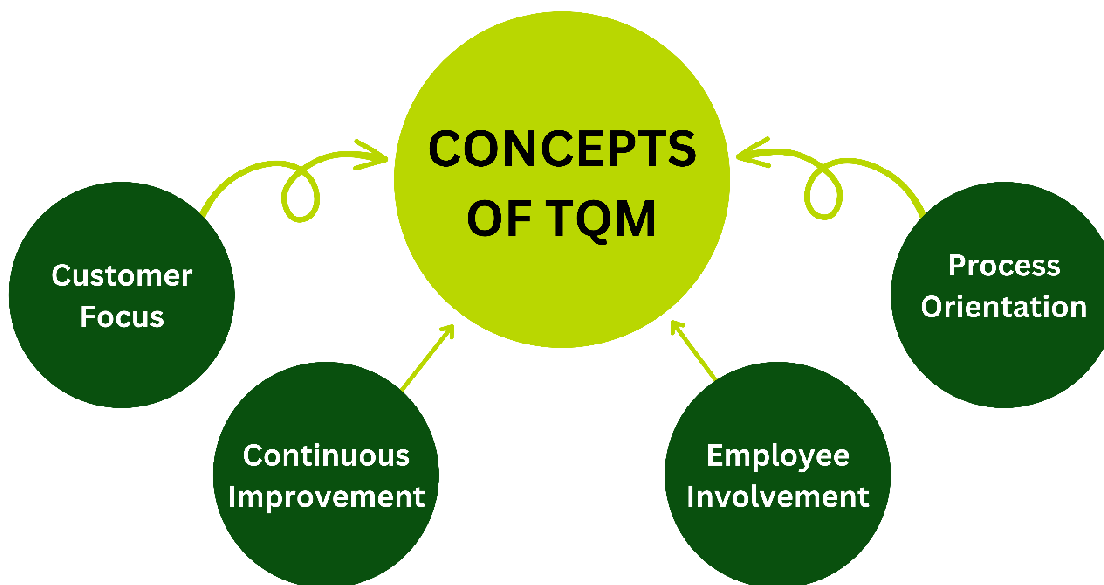 CONCEPTS
OF TQM
Customer
Focus
Continuous
Improvement
Employee
Involvement
Process
Orientation